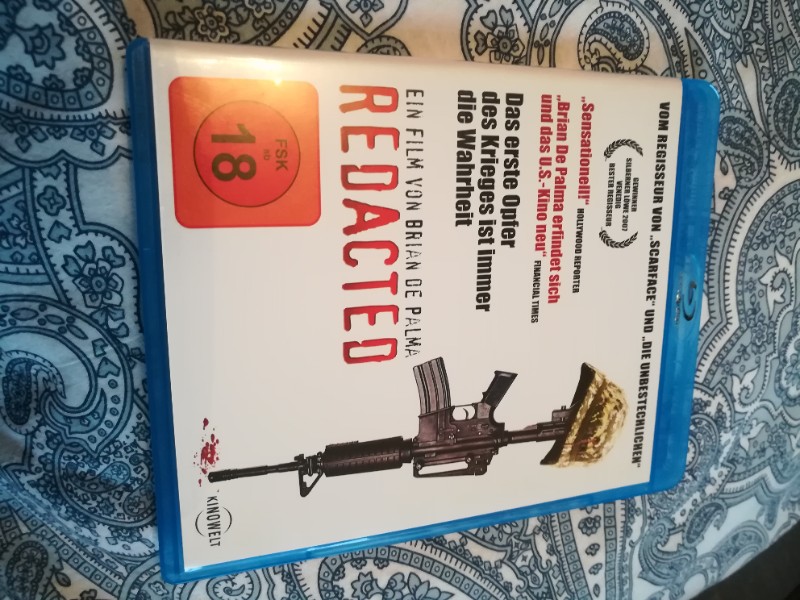 VOM REGISSEUR VON „SCARFACE" UND „DIE UNBESTECHLICHEN"
GEWINNER
SILBERNER LÖWE 2007
VENEDIG
BESTER REGISSEUR
„Sensationell!" HOLLYWOOD REPORTER
„Brian De Palma erfindet sich
und das U.S.-Kino neu" FINANCIAL TIMES
Das erste Opfer
des Krieges ist immer
die Wahrheit
EIN FILM VON BRIAN DE PALMA
REDACTED
FSK
ab
18
KINOWELT